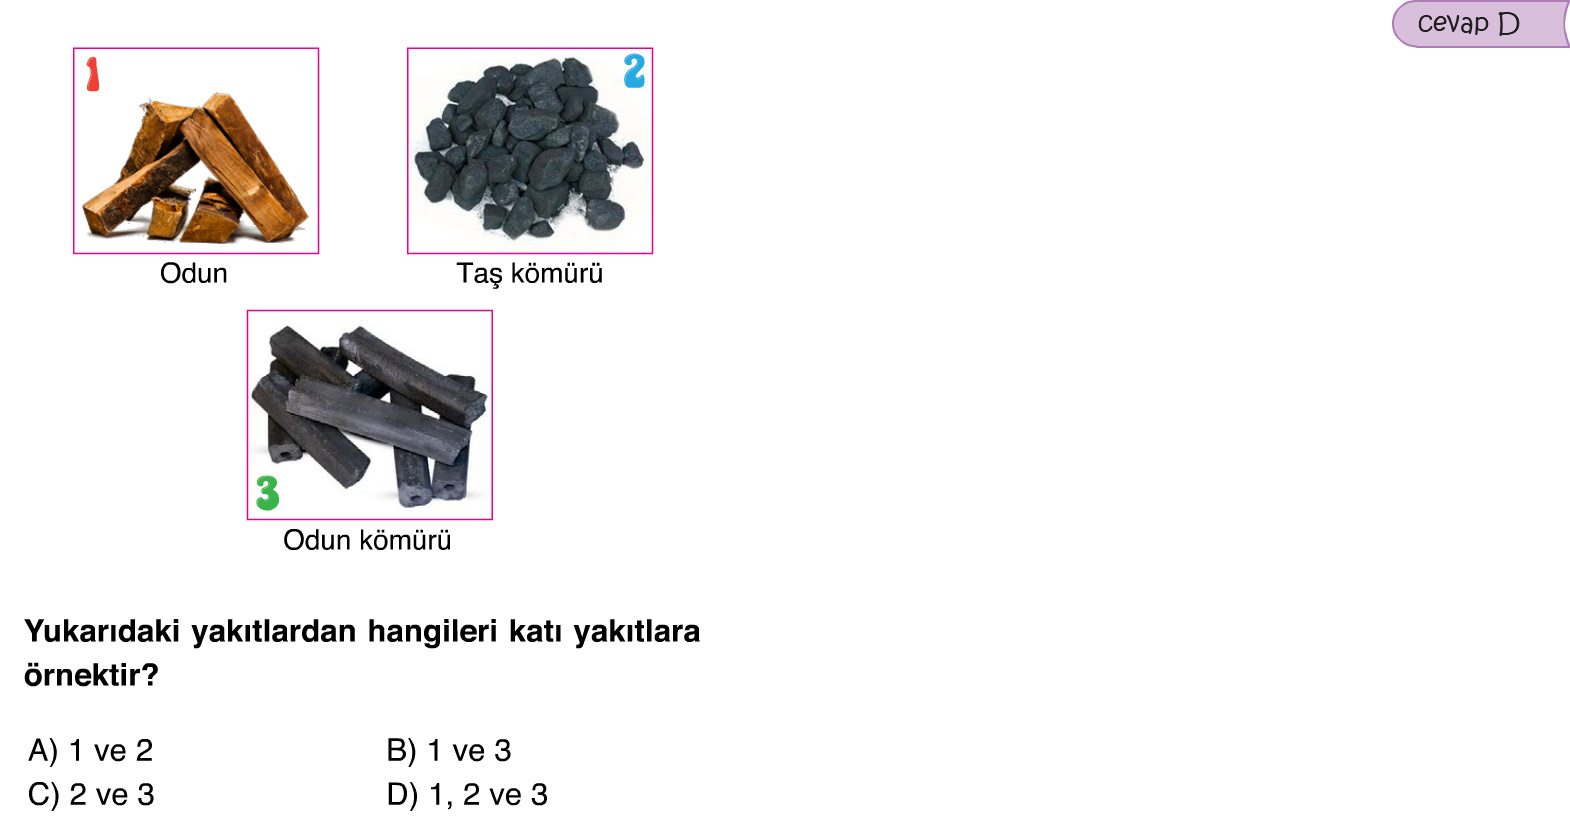 cevap D
1
2
Odun
Taş kömürü
3
Odun kömürü
Yukarıdaki yakıtlardan hangileri katı yakıtlara
örnektir?
A) 1 ve 2
B) 1 ve 3
C) 2 ve 3
D) 1, 2 ve 3